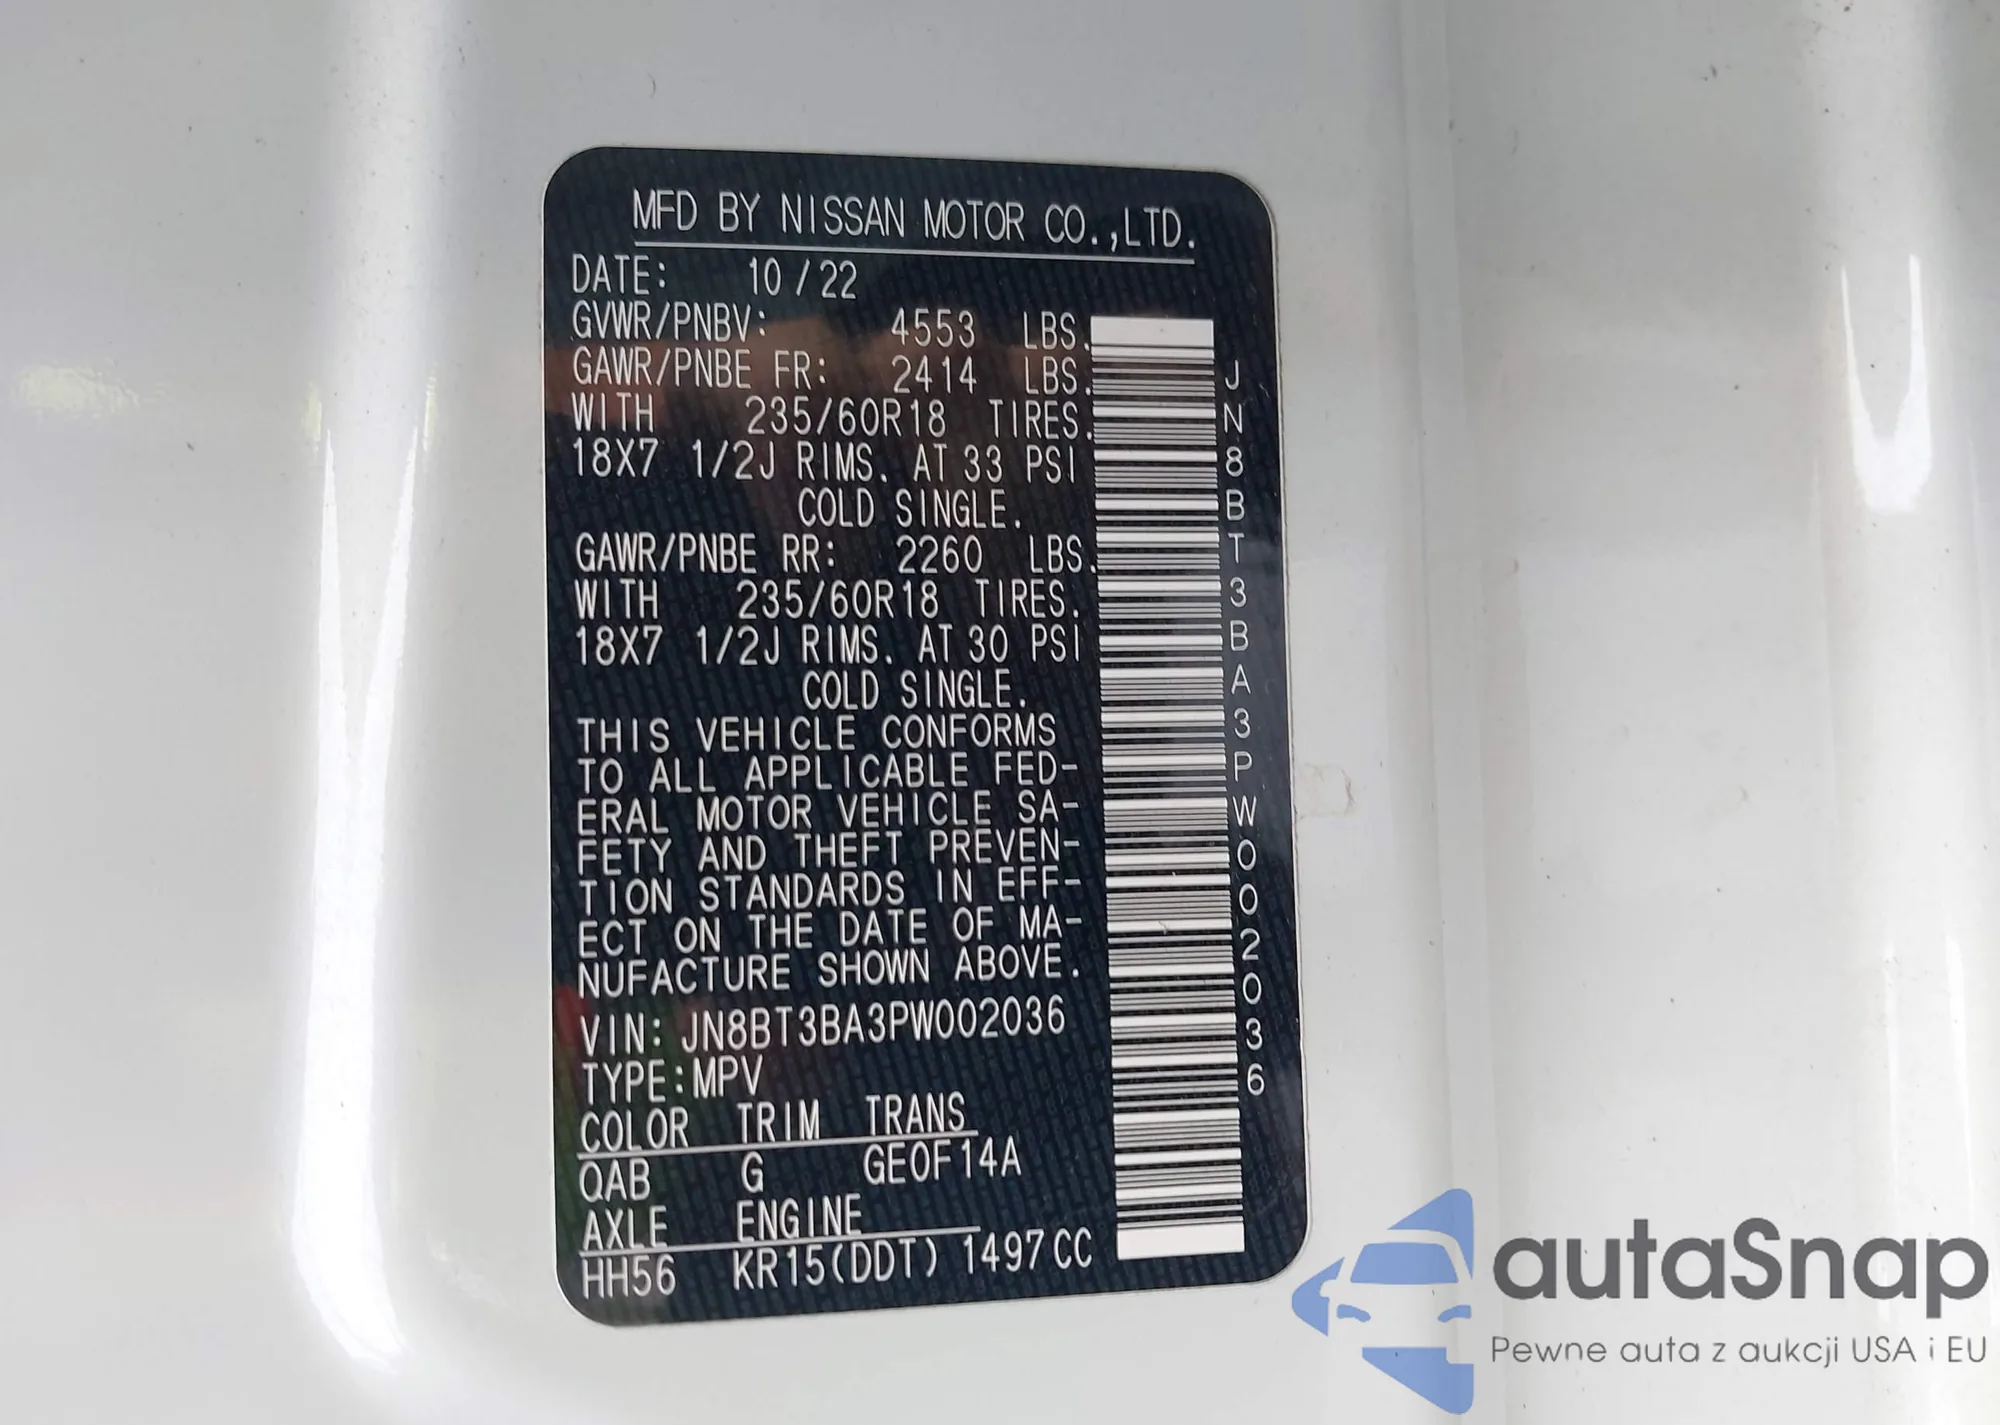 MFD BY NISSAN MOTOR CO.,LTD.
DATE: 10 / 22
GVWR/PNBV: 4553 LBS.
GAWR/PNBE FR: 2414 LBS.
WITH 235/60R18 TIRES.
18X7 1/2J RIMS. AT 33 PSI
COLD SINGLE.
GAWR/PNBE RR: 2260 LBS.
WITH 235/60R18 TIRES.
18X7 1/2J RIMS. AT 30 PSI
COLD SINGLE.
THIS VEHICLE CONFORMS
TO ALL APPLICABLE FED-
ERAL MOTOR VEHICLE SA-
FETY AND THEFT PREVEN-
TION STANDARDS IN EFF-
ECT ON THE DATE OF MA-
NUFACTURE SHOWN ABOVE.
VIN: JN8BT3BA3PW002036
TYPE:MPV
COLOR TRIM TRANS
QAB G GE0F14A
AXLE ENGINE
HH56 KR15(DDT) 1497CC
JN8BT3BA3PW002036
autaSnap
Pewne auta z aukcji USA i EU